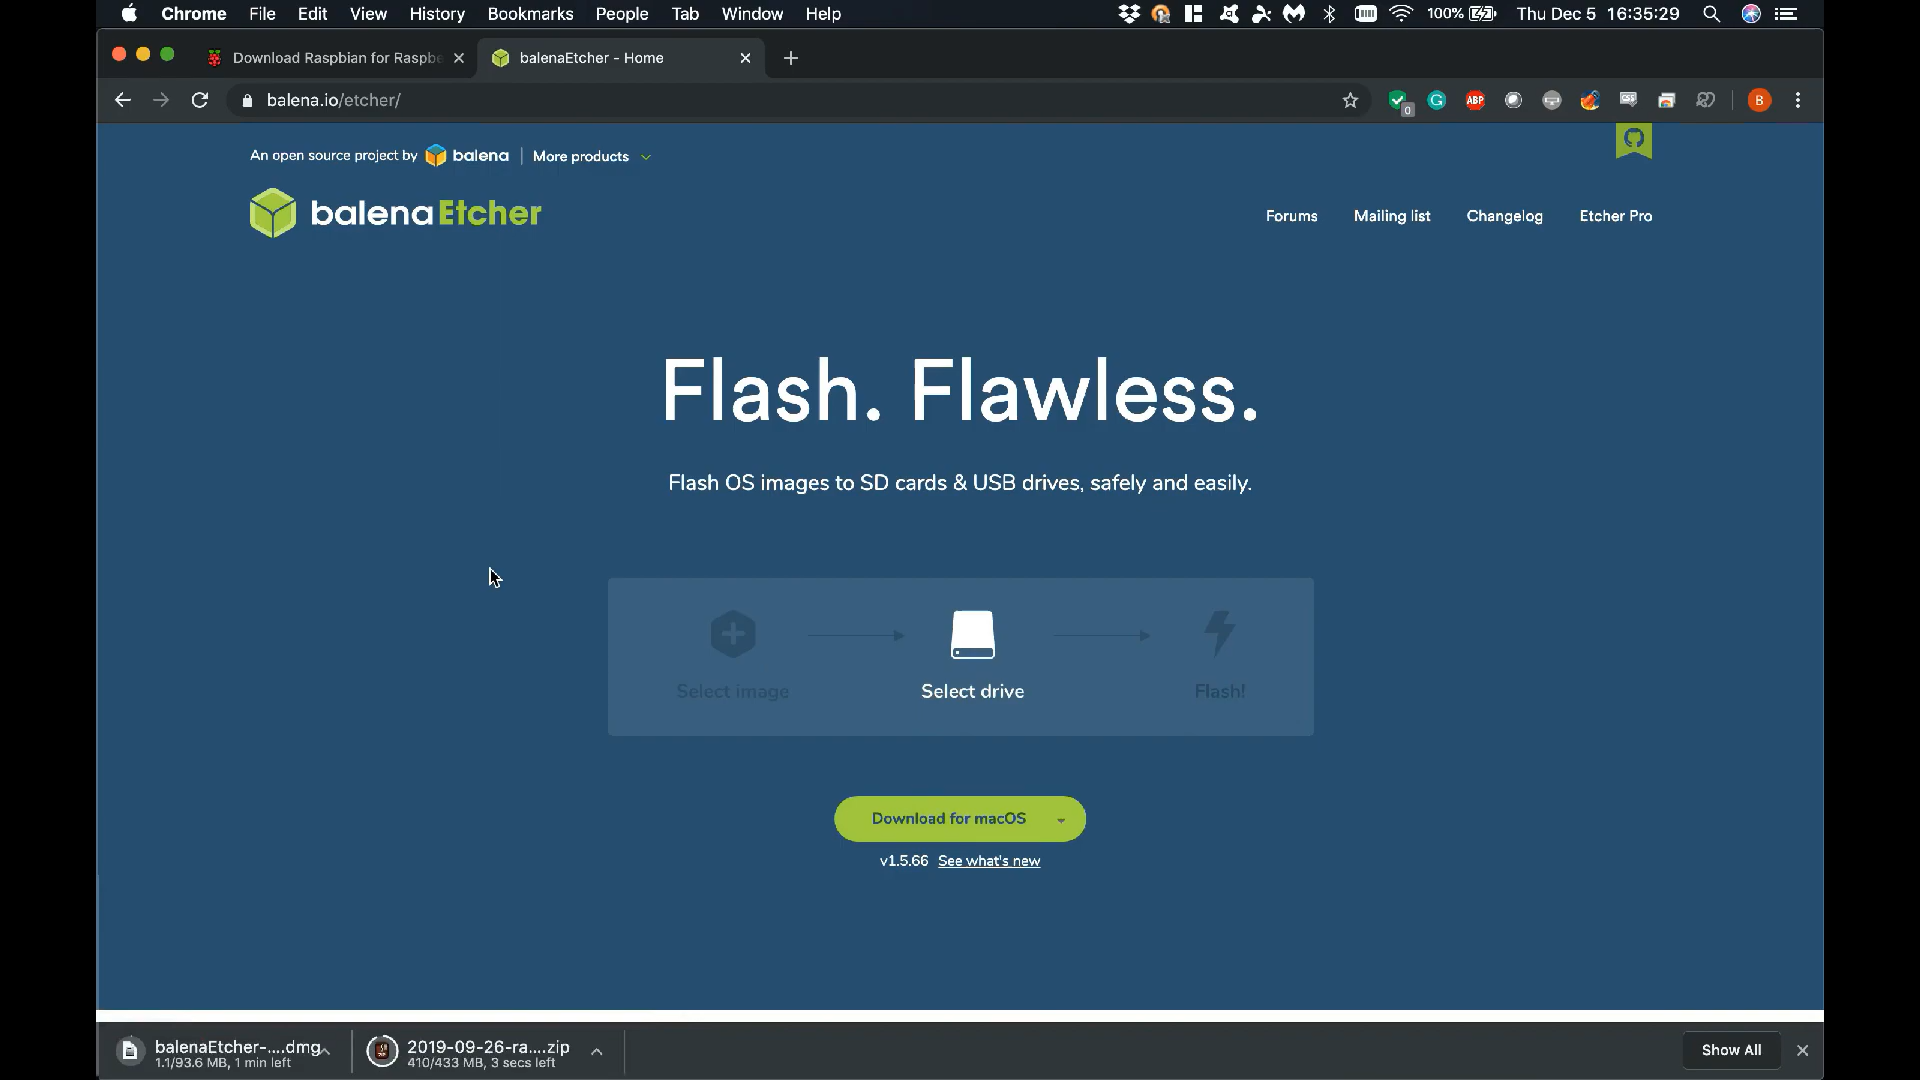 Chrome File Edit View History Bookmarks People Tab Window Help 100% Thu Dec 5 16:35:29
Download Raspbian for Raspbe balenaEtcher - Home
balena.io/etcher/ 0 ABP CSS B
An open source project by balena More products
balenaEtcher
Forums Mailing list Changelog Etcher Pro
Flash. Flawless.
Flash OS images to SD cards & USB drives, safely and easily.
Select image Select drive Flash!
Download for macOS
v1.5.66 See what's new
balenaEtcher-....dmg 2019-09-26-ra....zip Show All
1.1/93.6 MB, 1 min left 410/433 MB, 3 secs left